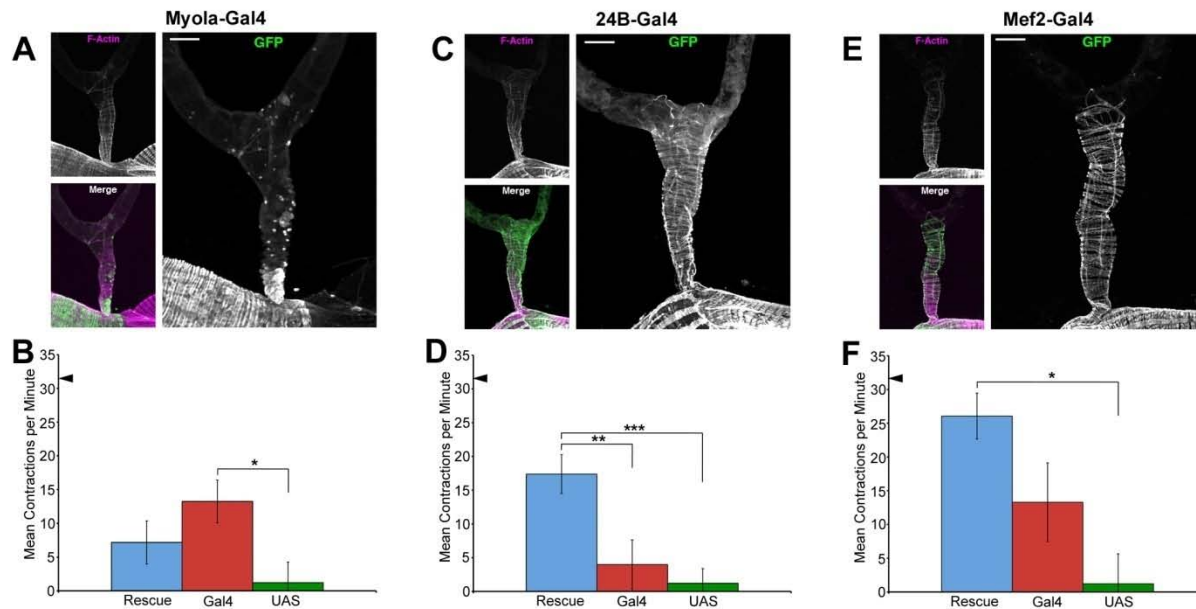 Myola-Gal4
A
F-Actin
GFP
Merge
24B-Gal4
C
F-Actin
GFP
Merge
Mef2-Gal4
E
F-Actin
GFP
Merge
B
Mean Contractions per Minute
35
30
25
20
15
10
5
0
*
Rescue Gal4 UAS
D
Mean Contractions per Minute
35
30
25
20
15
10
5
0
***
**
Rescue Gal4 UAS
F
Mean Contractions per Minute
35
30
25
20
15
10
5
0
*
Rescue Gal4 UAS